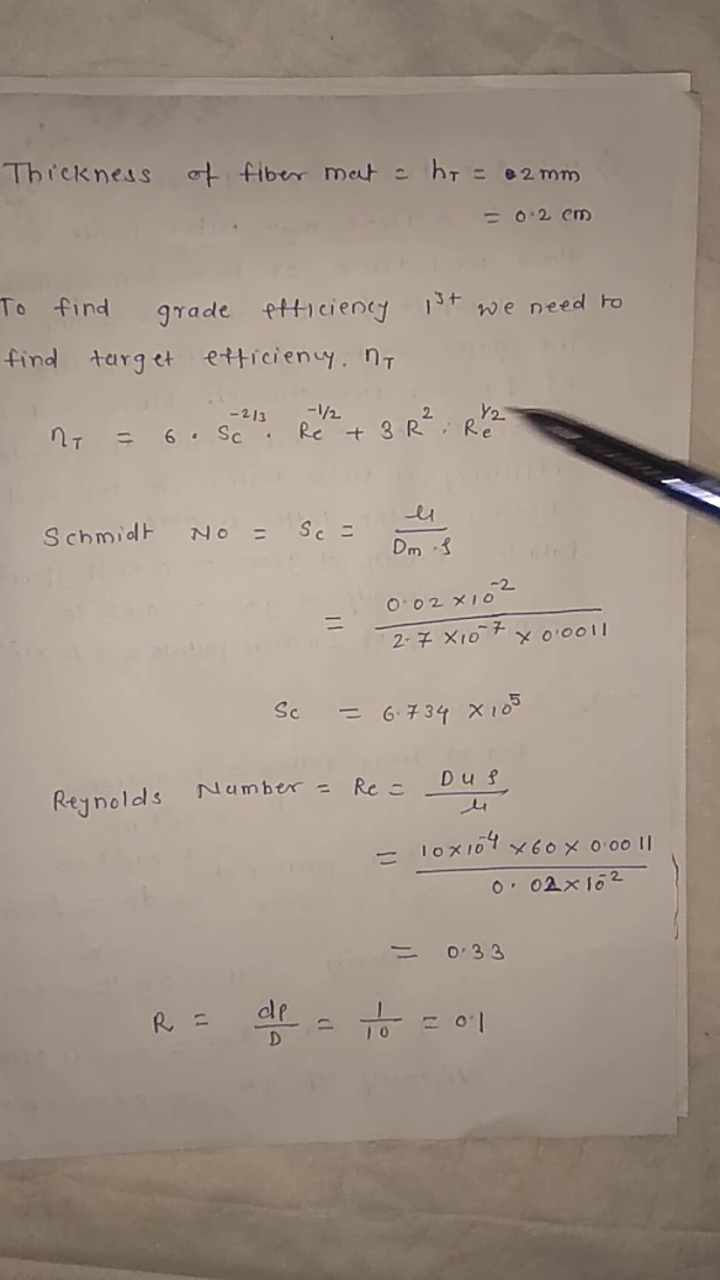 Thickness of fiber mat = hT = 2mm
= 0.2 cm
To find grade efficiency 1st we need to
find target efficiency. ηT
ηT = 6 . Sc^-2/3 . Re^-1/2 + 3 R^2 . Re^1/2
Schmidt No = Sc = μ / Dm . ρ
= 0.02 × 10^-2 / 2.7 × 10^-7 × 0.0011
Sc = 6.734 × 10^5
Reynolds Number = Re = D u ρ / μ
= 10 × 10^-4 × 60 × 0.0011 / 0.02 × 10^-2
= 0.33
R = dp / D = 1 / 10 = 0.1